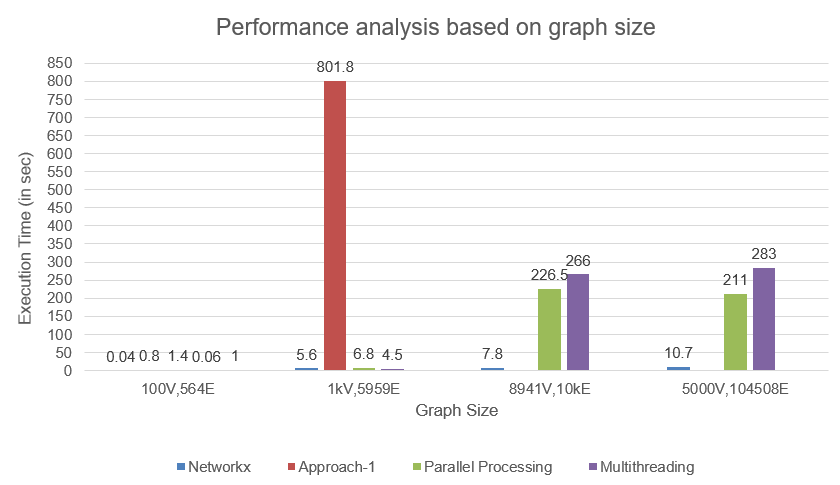 Performance analysis based on graph size
850
800
750
700
650
600
550
500
450
400
350
300
250
200
150
100
50
0
Execution Time (in sec)
0.04 0.8 1.4 0.06 1
5.6 801.8 6.8 4.5
7.8 226.5 266
10.7 211 283
100V,564E 1kV,5959E 8941V,10kE 5000V,104508E
Graph Size
Networkx Approach-1 Parallel Processing Multithreading